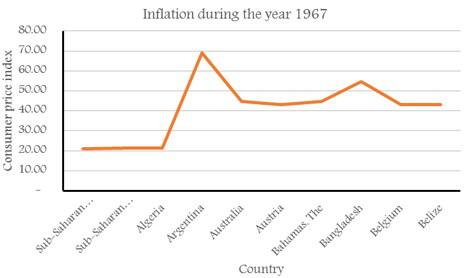 Inflation during the year 1967
Consumer price index
80.00
70.00
60.00
50.00
40.00
30.00
20.00
10.00
-
Sub-Saharan...
Sub-Saharan...
Algeria
Argentina
Australia
Austria
Bahamas, The
Bangladesh
Belgium
Belize
Country